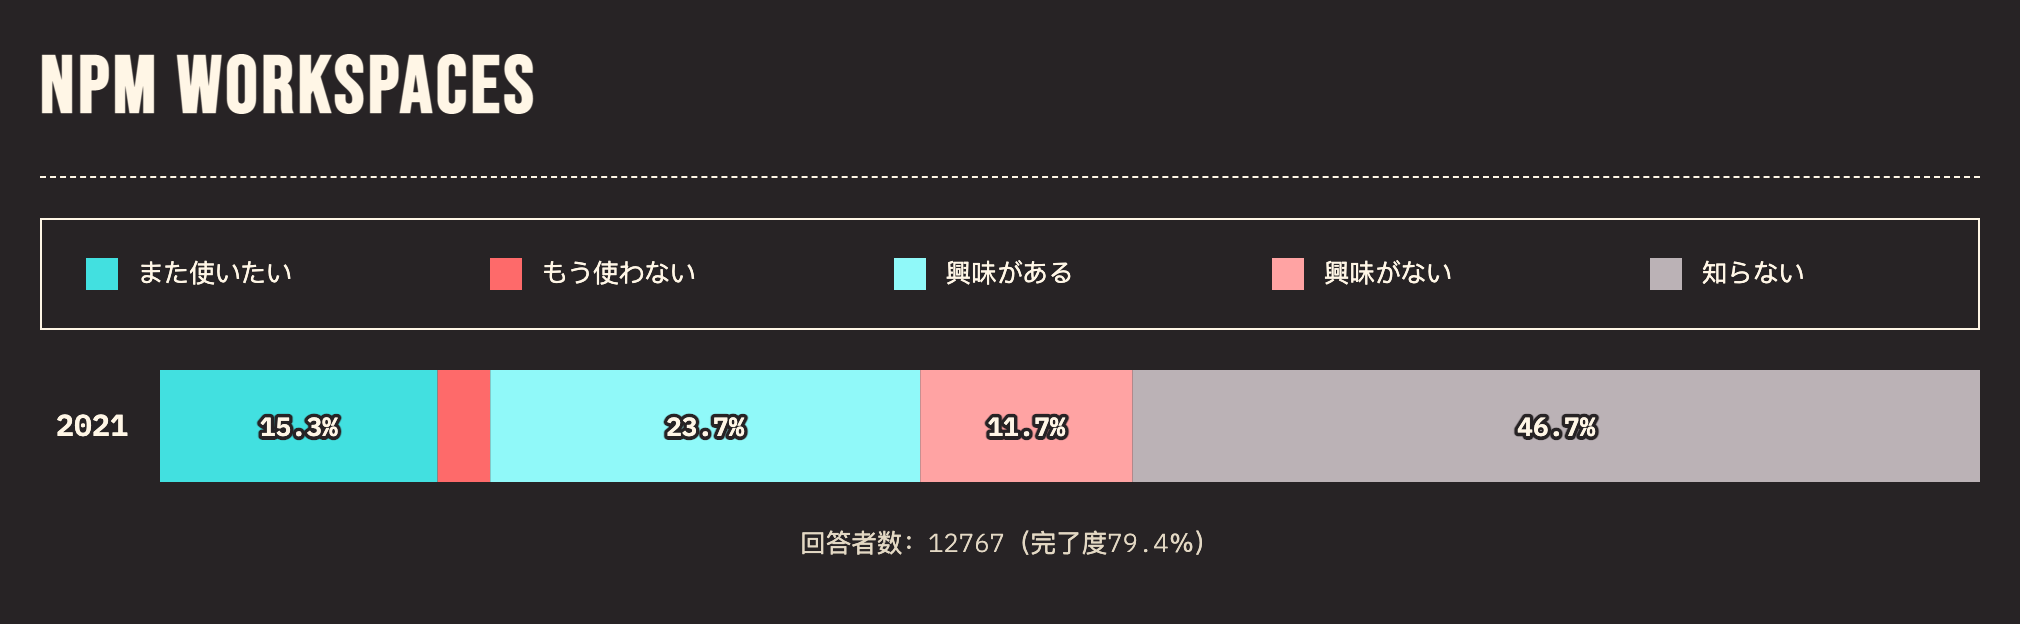 NPM WORKSPACES
また使いたい もう使わない 興味がある 興味がない 知らない
2021 15.3% 23.7% 11.7% 46.7%
回答者数: 12767 (完了度79.4%)